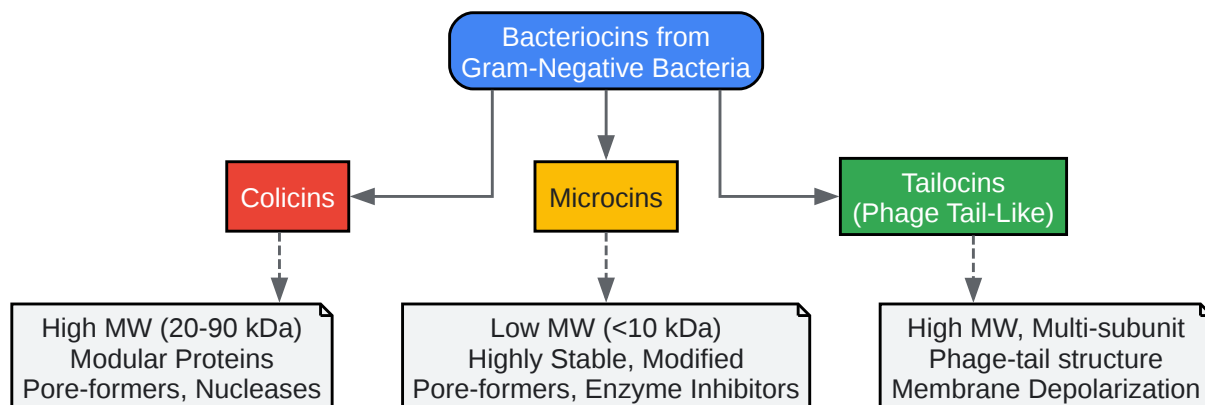 Bacteriocins from
Gram-Negative Bacteria
Colicins
Microcins
Tailocins
(Phage Tail-Like)
High MW (20-90 kDa)
Modular Proteins
Pore-formers, Nucleases
Low MW (<10 kDa)
Highly Stable, Modified
Pore-formers, Enzyme Inhibitors
High MW, Multi-subunit
Phage-tail structure
Membrane Depolarization